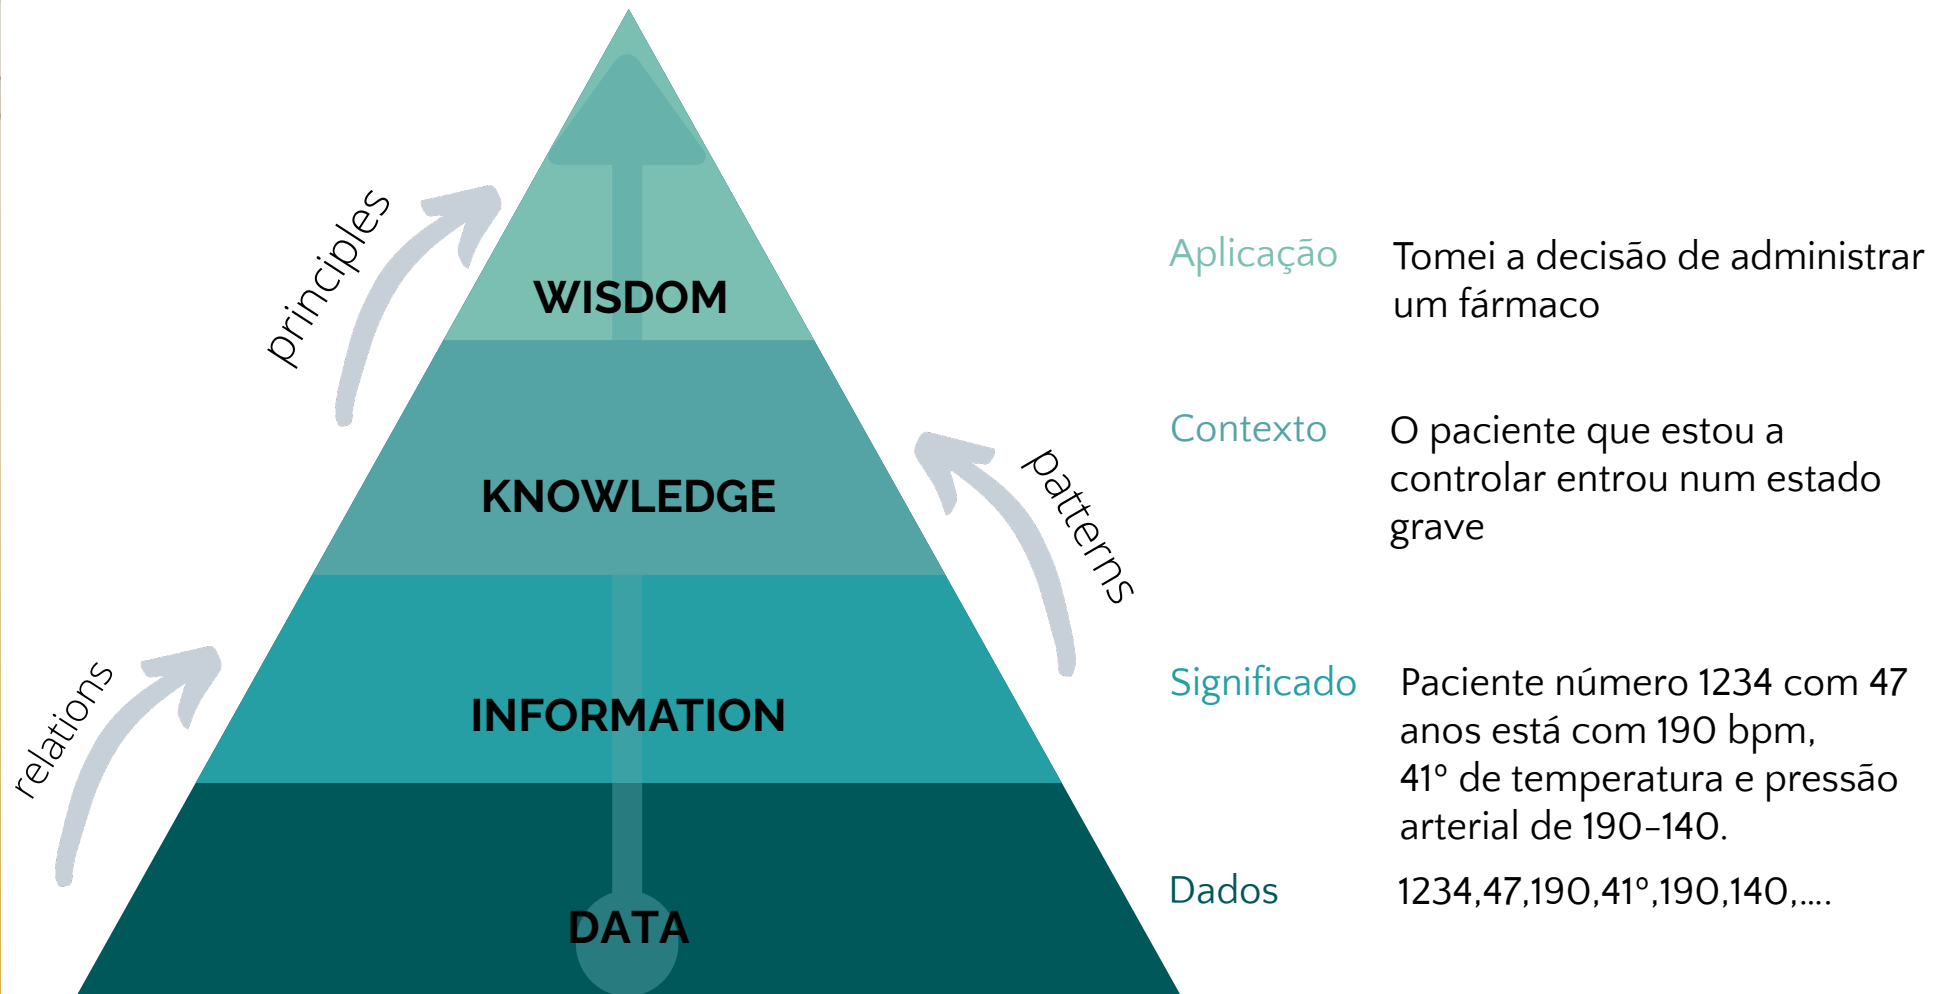 principles
WISDOM
Aplicação
Tomei a decisão de administrar
um fármaco
KNOWLEDGE
patterns
Contexto
O paciente que estou a
controlar entrou num estado
grave
relations
INFORMATION
Significado
Paciente número 1234 com 47
anos está com 190 bpm,
41º de temperatura e pressão
arterial de 190-140.
DATA
Dados
1234,47,190,41º,190,140,....